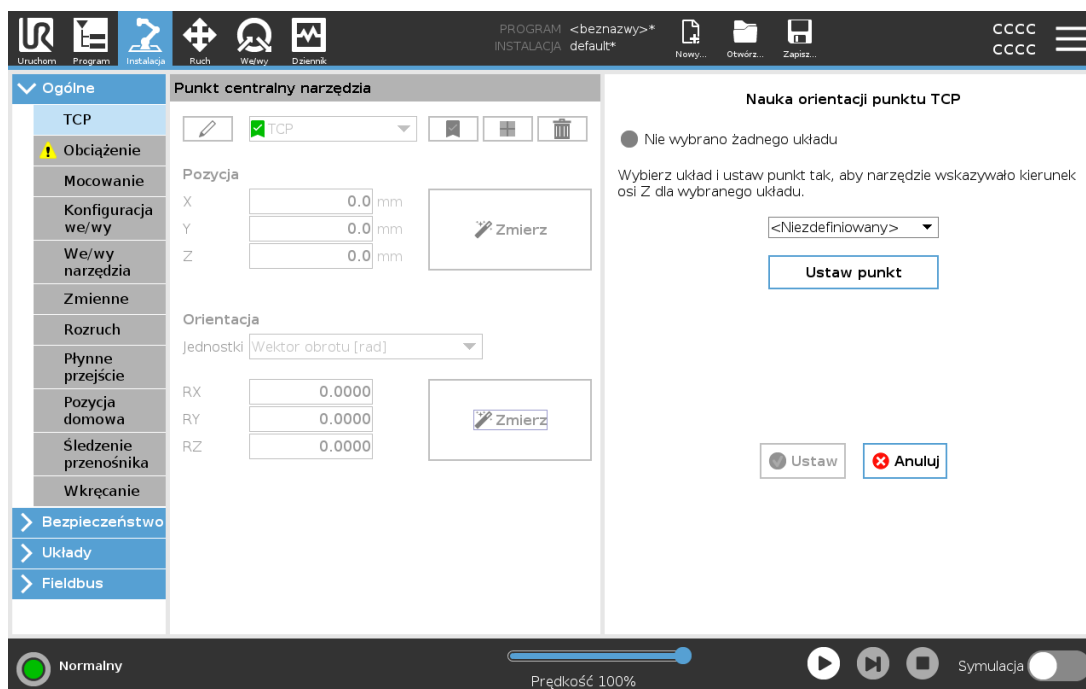 UR
PROGRAM <beznazwy>*
INSTALACJA default*
CCCC
CCCC
Uruchom
Program
Instalacja
Ruch
We/wy
Dziennik
Nowy...
Otwórz...
Zapisz...
Ogólne
TCP
Obciążenie
Mocowanie
Konfiguracja
we/wy
We/wy
narzędzia
Zmienne
Rozruch
Płynne
przejście
Pozycja
domowa
Śledzenie
przenośnika
Wkręcanie
Bezpieczeństwo
Układy
Fieldbus
Punkt centralny narzędzia
TCP
Pozycja
X 0.0 mm
Y 0.0 mm
Z 0.0 mm
Zmierz
Orientacja
Jednostki Wektor obrotu [rad]
RX 0.0000
RY 0.0000
RZ 0.0000
Zmierz
Nauka orientacji punktu TCP
Nie wybrano żadnego układu
Wybierz układ i ustaw punkt tak, aby narzędzie wskazywało kierunek
osi Z dla wybranego układu.
<Niezdefiniowany>
Ustaw punkt
Ustaw
Anuluj
Normalny
Prędkość 100%
Symulacja